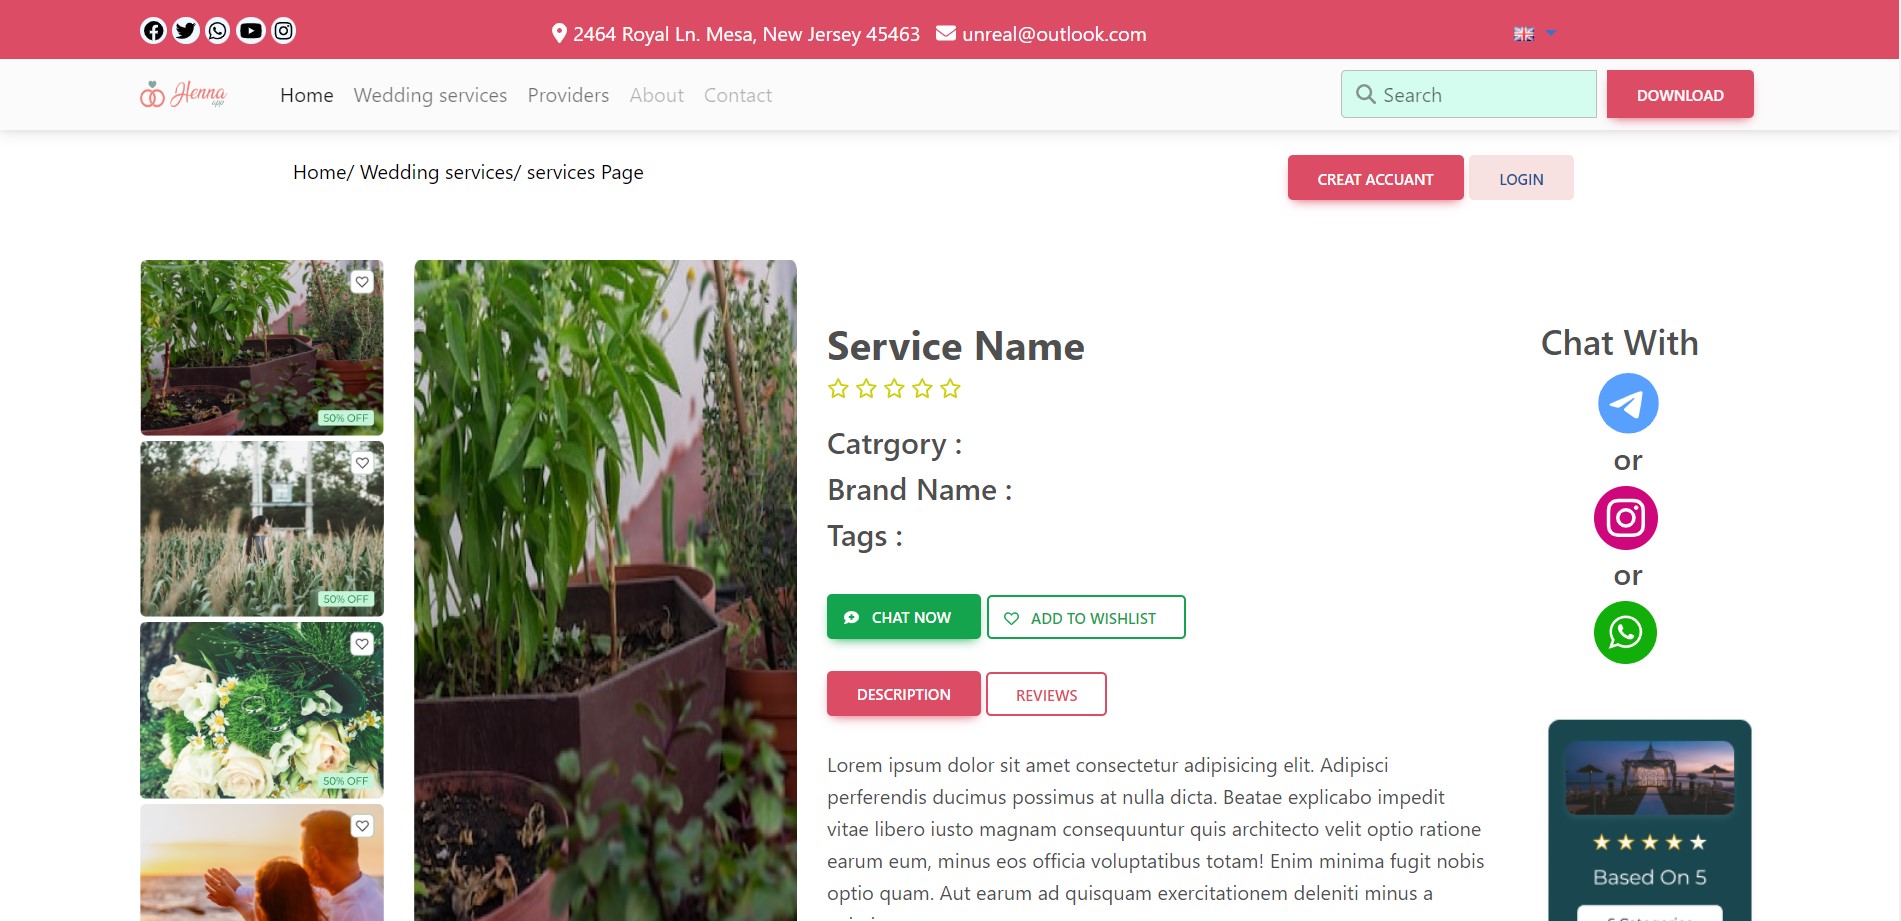 2464 Royal Ln. Mesa, New Jersey 45463
unreal@outlook.com
Henna
app
Home
Wedding services
Providers
About
Contact
Search
DOWNLOAD
Home/ Wedding services/ services Page
CREAT ACCUANT
LOGIN
50% OFF
50% OFF
50% OFF
Service Name
Catrgory :
Brand Name :
Tags :
CHAT NOW
ADD TO WISHLIST
DESCRIPTION
REVIEWS
Lorem ipsum dolor sit amet consectetur adipisicing elit. Adipisci
perferendis ducimus possimus at nulla dicta. Beatae explicabo impedit
vitae libero iusto magnam consequuntur quis architecto velit optio ratione
earum eum, minus eos officia voluptatibus totam! Enim minima fugit nobis
optio quam. Aut earum ad quisquam exercitationem deleniti minus a
Chat With
or
or
Based On 5